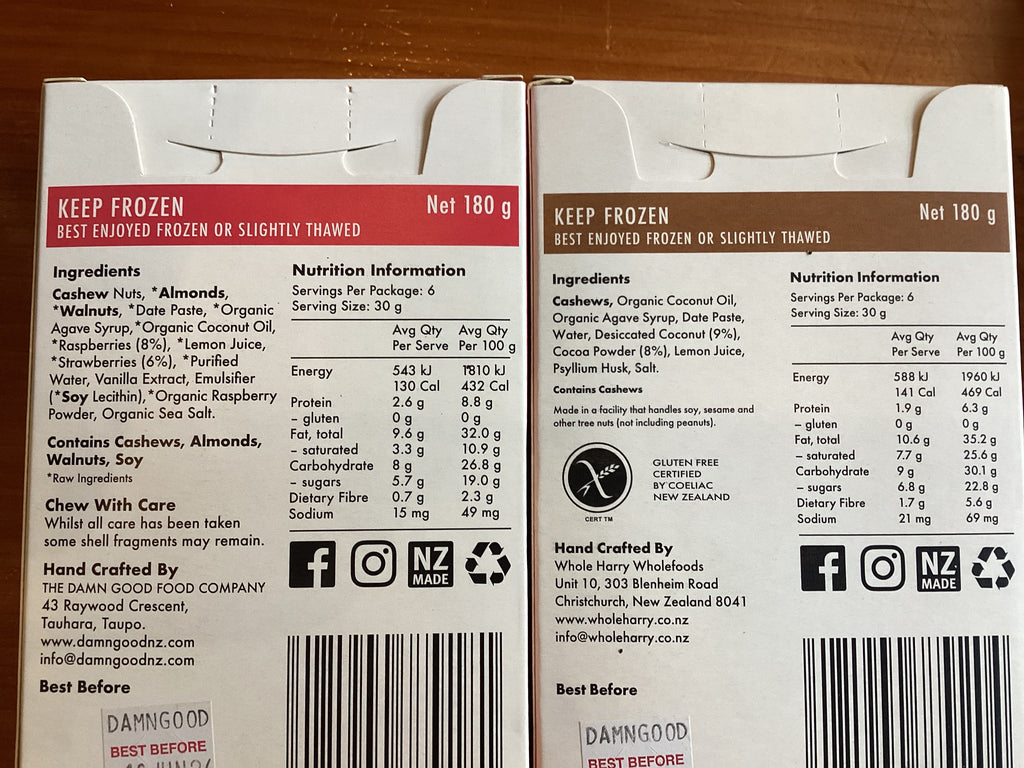 KEEP FROZEN
Net 180 g
BEST ENJOYED FROZEN OR SLIGHTLY THAWED
Ingredients
Cashew Nuts, *Almonds,
*Walnuts, *Date Paste, *Organic
Agave Syrup,*Organic Coconut Oil,
*Raspberries (8%), *Lemon Juice,
*Strawberries (6%), *Purified
Water, Vanilla Extract, Emulsifier
(*Soy Lecithin),*Organic Raspberry
Powder, Organic Sea Salt.
Contains Cashews, Almonds,
Walnuts, Soy
*Raw Ingredients
Chew With Care
Whilst all care has been taken
some shell fragments may remain.
Hand Crafted By
THE DAMN GOOD FOOD COMPANY
43 Raywood Crescent,
Tauhara, Taupo.
www.damngoodnz.com
info@damngoodnz.com
Best Before
DAMNGOOD
BEST BEFORE
Nutrition Information
Servings Per Package: 6
Serving Size: 30 g
Avg Qty Avg Qty
Per Serve Per 100 g
Energy 543 kJ 1810 kJ
130 Cal 432 Cal
Protein 2.6 g 8.8 g
– gluten 0 g 0 g
Fat, total 9.6 g 32.0 g
– saturated 3.3 g 10.9 g
Carbohydrate 8 g 26.8 g
– sugars 5.7 g 19.0 g
Dietary Fibre 0.7 g 2.3 g
Sodium 15 mg 49 mg
NZ
MADE
KEEP FROZEN
Net 180 g
BEST ENJOYED FROZEN OR SLIGHTLY THAWED
Ingredients
Cashews, Organic Coconut Oil,
Organic Agave Syrup, Date Paste,
Water, Desiccated Coconut (9%),
Cocoa Powder (8%), Lemon Juice,
Psyllium Husk, Salt.
Contains Cashews
Made in a facility that handles soy, sesame and
other tree nuts (not including peanuts).
GLUTEN FREE
CERTIFIED
BY COELIAC
NEW ZEALAND
CERT TM
Hand Crafted By
Whole Harry Wholefoods
Unit 10, 303 Blenheim Road
Christchurch, New Zealand 8041
www.wholeharry.co.nz
info@wholeharry.co.nz
Best Before
DAMNGOOD
BEST BEFORE
Nutrition Information
Servings Per Package: 6
Serving Size: 30 g
Avg Qty Avg Qty
Per Serve Per 100 g
Energy 588 kJ 1960 kJ
141 Cal 469 Cal
Protein 1.9 g 6.3 g
– gluten 0 g 0 g
Fat, total 10.6 g 35.2 g
– saturated 7.7 g 25.6 g
Carbohydrate 9 g 30.1 g
– sugars 6.8 g 22.8 g
Dietary Fibre 1.7 g 5.6 g
Sodium 21 mg 69 mg
NZ
MADE